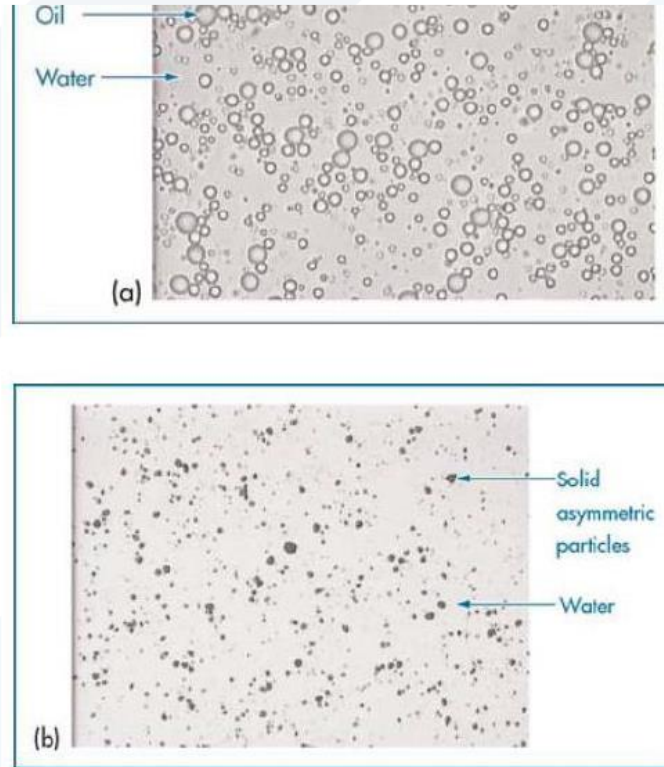 Oil
Water
(a)
Solid
asymmetric
particles
Water
(b)